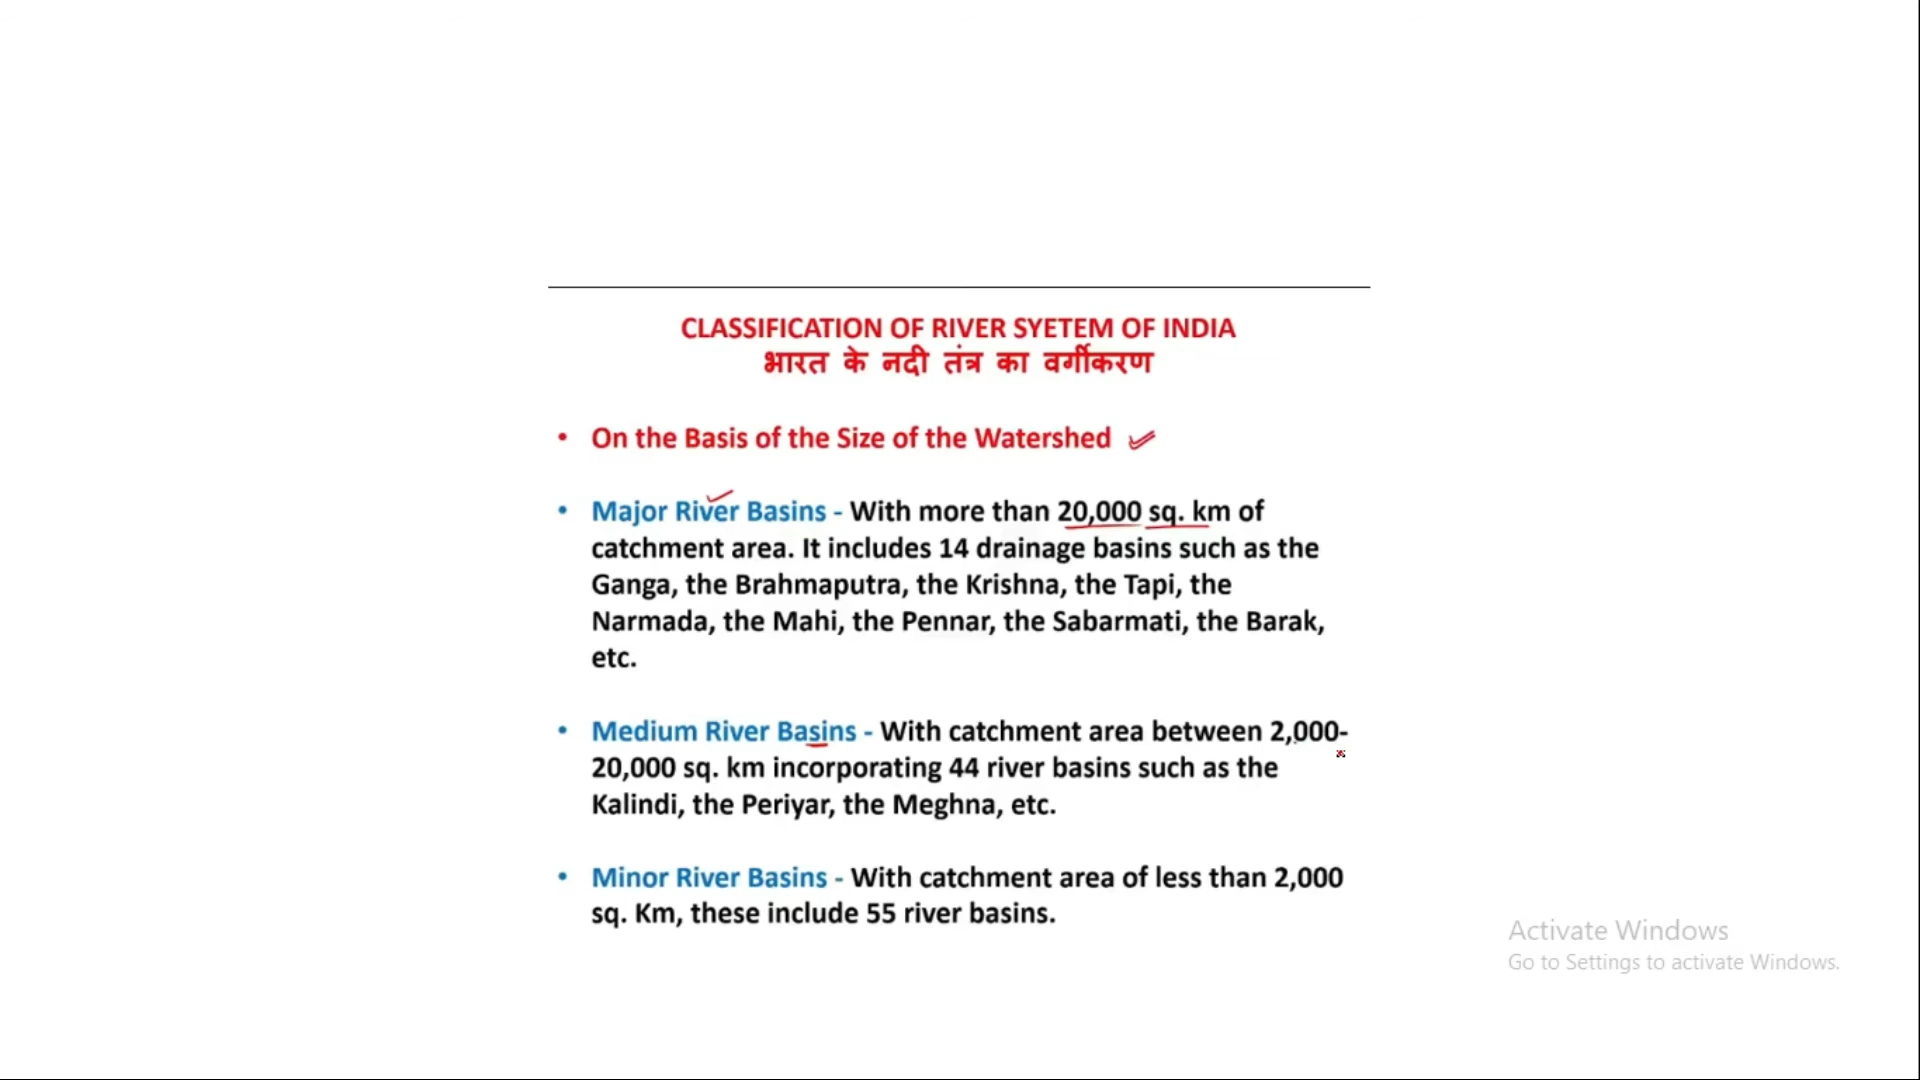 CLASSIFICATION OF RIVER SYETEM OF INDIA
भारत के नदी तंत्र का वर्गीकरण
• On the Basis of the Size of the Watershed
• Major River Basins - With more than 20,000 sq. km of
catchment area. It includes 14 drainage basins such as the
Ganga, the Brahmaputra, the Krishna, the Tapi, the
Narmada, the Mahi, the Pennar, the Sabarmati, the Barak,
etc.
• Medium River Basins - With catchment area between 2,000-
20,000 sq. km incorporating 44 river basins such as the
Kalindi, the Periyar, the Meghna, etc.
• Minor River Basins - With catchment area of less than 2,000
sq. Km, these include 55 river basins.
Activate Windows
Go to Settings to activate Windows.